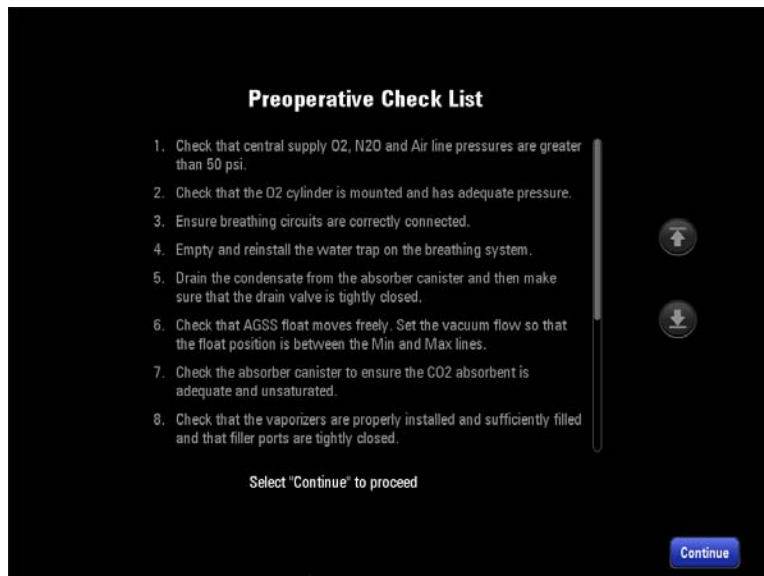 Preoperative Check List
1. Check that central supply O2, N2O and Air line pressures are greater
than 50 psi.
2. Check that the O2 cylinder is mounted and has adequate pressure.
3. Ensure breathing circuits are correctly connected.
4. Empty and reinstall the water trap on the breathing system.
5. Drain the condensate from the absorber canister and then make
sure that the drain valve is tightly closed.
6. Check that AGSS float moves freely. Set the vacuum flow so that
the float position is between the Min and Max lines.
7. Check the absorber canister to ensure the CO2 absorbent is
adequate and unsaturated.
8. Check that the vaporizers are properly installed and sufficiently filled
and that filler ports are tightly closed.
Select "Continue" to proceed
Continue